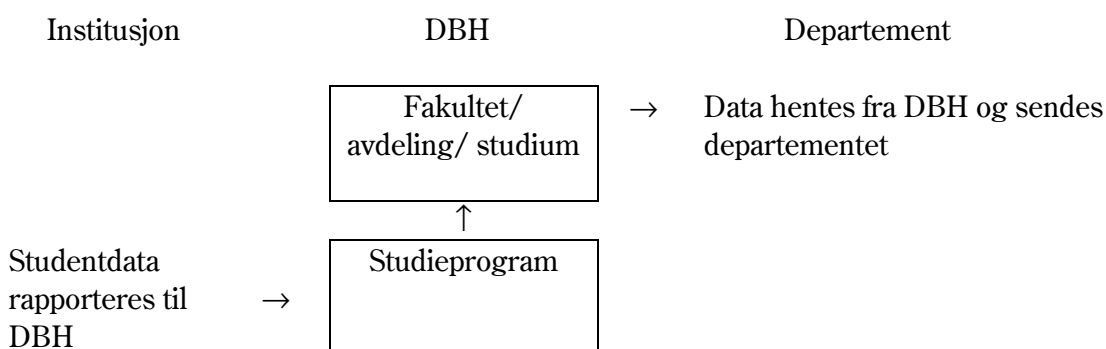 Institusjon DBH Departement
Fakultet/ → Data hentes fra DBH og sendes
avdeling/ studium departementet
↑
Studentdata Studieprogram
rapporteres til →
DBH